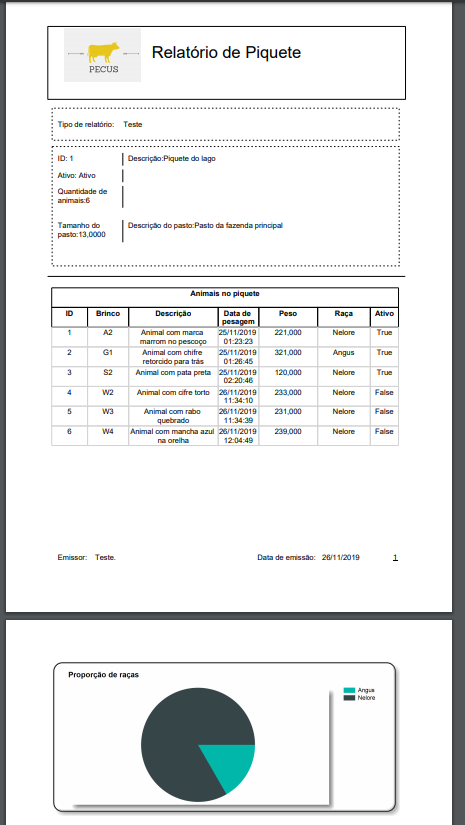 PECUS
Relatório de Piquete
Tipo de relatório: Teste
ID: 1 Descrição:Piquete do lago
Ativo: Ativo
Quantidade de
animais:6
Tamanho do
pasto:13,0000 Descrição do pasto:Pasto da fazenda principal
Animais no piquete
ID Brinco Descrição Data de pesagem Peso Raça Ativo
1 A2 Animal com marca marrom no pescoço 25/11/2019 01:23:23 221,000 Nelore True
2 G1 Animal com chifre retorcido para trás 25/11/2019 01:26:45 321,000 Angus True
3 S2 Animal com pata preta 25/11/2019 02:20:46 120,000 Nelore True
4 W2 Animal com cifre torto 26/11/2019 11:34:10 233,000 Nelore False
5 W3 Animal com rabo quebrado 26/11/2019 11:34:39 231,000 Nelore False
6 W4 Animal com mancha azul na orelha 26/11/2019 12:04:49 239,000 Nelore False
Emissor: Teste. Data de emissão: 26/11/2019 1
Proporção de raças
Angus
Nelore